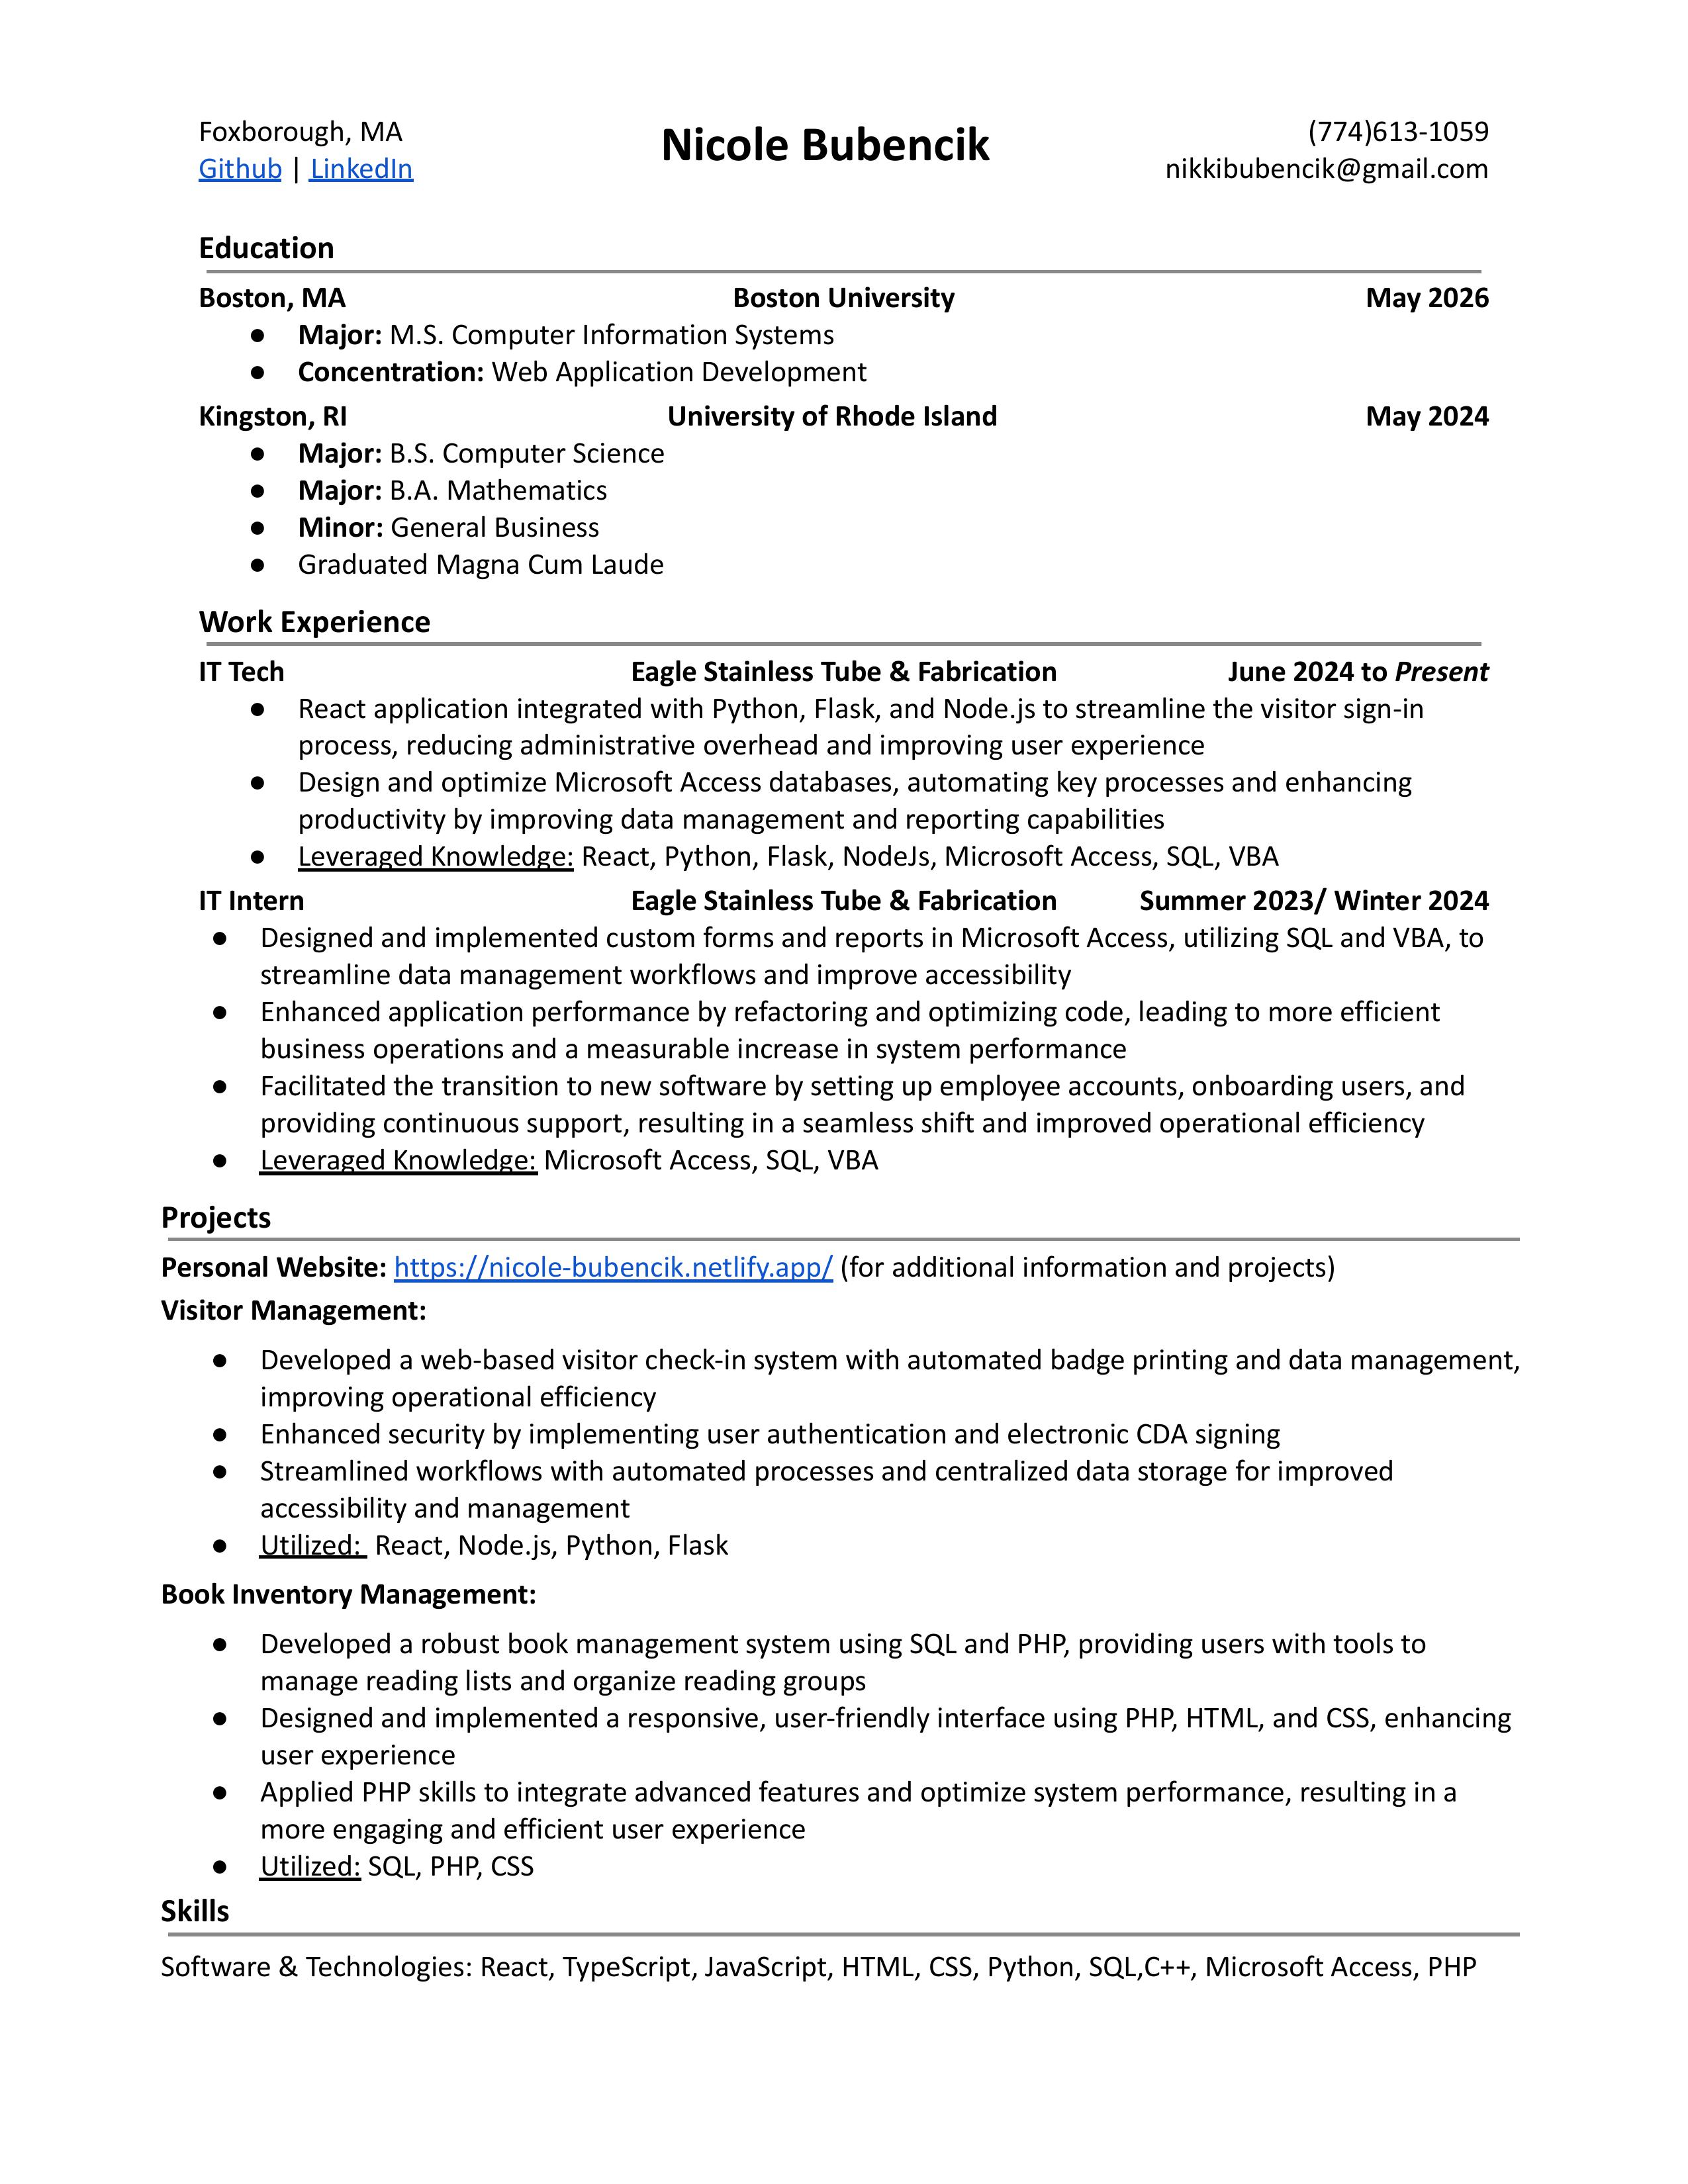 Foxborough, MA
Github | LinkedIn
Nicole Bubencik
(774)613-1059
nikkibubencik@gmail.com
Education
Boston, MA Boston University May 2026
● Major: M.S. Computer Information Systems
● Concentration: Web Application Development
Kingston, RI University of Rhode Island May 2024
● Major: B.S. Computer Science
● Major: B.A. Mathematics
● Minor: General Business
● Graduated Magna Cum Laude
Work Experience
IT Tech Eagle Stainless Tube & Fabrication June 2024 to Present
● React application integrated with Python, Flask, and Node.js to streamline the visitor sign-in
process, reducing administrative overhead and improving user experience
● Design and optimize Microsoft Access databases, automating key processes and enhancing
productivity by improving data management and reporting capabilities
● Leveraged Knowledge: React, Python, Flask, NodeJs, Microsoft Access, SQL, VBA
IT Intern Eagle Stainless Tube & Fabrication Summer 2023/ Winter 2024
● Designed and implemented custom forms and reports in Microsoft Access, utilizing SQL and VBA, to
streamline data management workflows and improve accessibility
● Enhanced application performance by refactoring and optimizing code, leading to more efficient
business operations and a measurable increase in system performance
● Facilitated the transition to new software by setting up employee accounts, onboarding users, and
providing continuous support, resulting in a seamless shift and improved operational efficiency
● Leveraged Knowledge: Microsoft Access, SQL, VBA
Projects
Personal Website: https://nicole-bubencik.netlify.app/ (for additional information and projects)
Visitor Management:
● Developed a web-based visitor check-in system with automated badge printing and data management,
improving operational efficiency
● Enhanced security by implementing user authentication and electronic CDA signing
● Streamlined workflows with automated processes and centralized data storage for improved
accessibility and management
● Utilized: React, Node.js, Python, Flask
Book Inventory Management:
● Developed a robust book management system using SQL and PHP, providing users with tools to
manage reading lists and organize reading groups
● Designed and implemented a responsive, user-friendly interface using PHP, HTML, and CSS, enhancing
user experience
● Applied PHP skills to integrate advanced features and optimize system performance, resulting in a
more engaging and efficient user experience
● Utilized: SQL, PHP, CSS
Skills
Software & Technologies: React, TypeScript, JavaScript, HTML, CSS, Python, SQL,C++, Microsoft Access, PHP